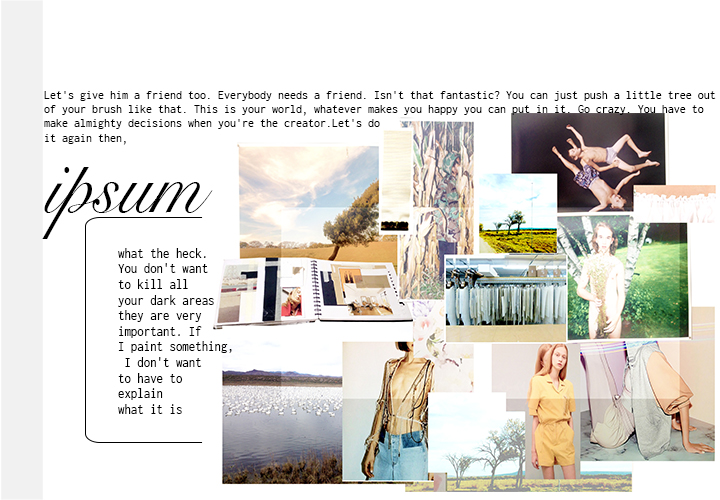 Let's give him a friend too. Everybody needs a friend. Isn't that fantastic? You can just push a little tree out
of your brush like that. This is your world, whatever makes you happy you can put in it. Go crazy. You have to
make almighty decisions when you're the creator.Let's do
it again then,
ipsum
what the heck.
You don't want
to kill all
your dark areas
they are very
important. If
I paint something,
I don't want
to have to
explain
what it is